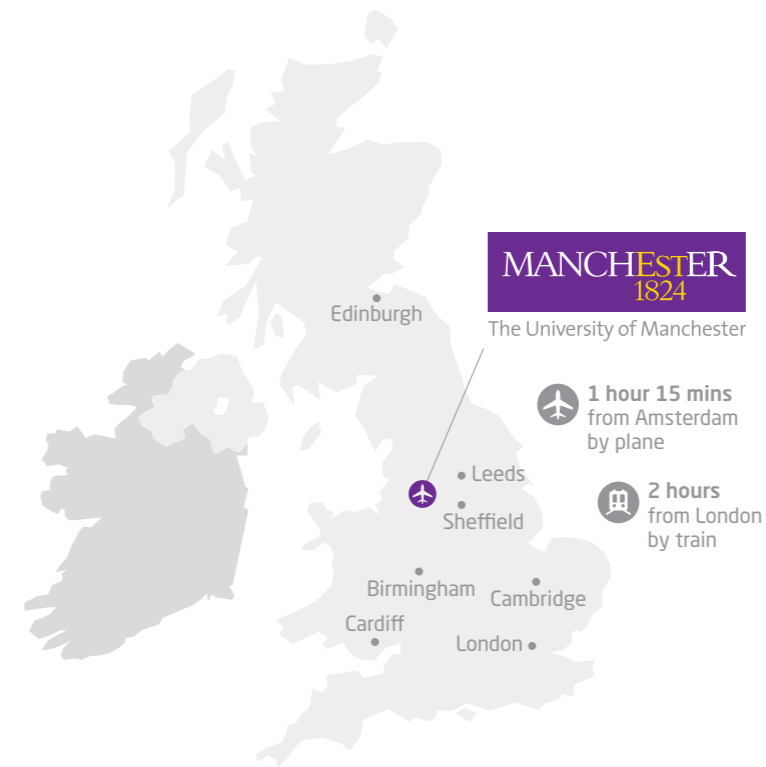 MANCHESTER
1824
The University of Manchester
Edinburgh
1 hour 15 mins
from Amsterdam
by plane
Leeds
2 hours
from London
by train
Sheffield
Birmingham
Cambridge
Cardiff
London